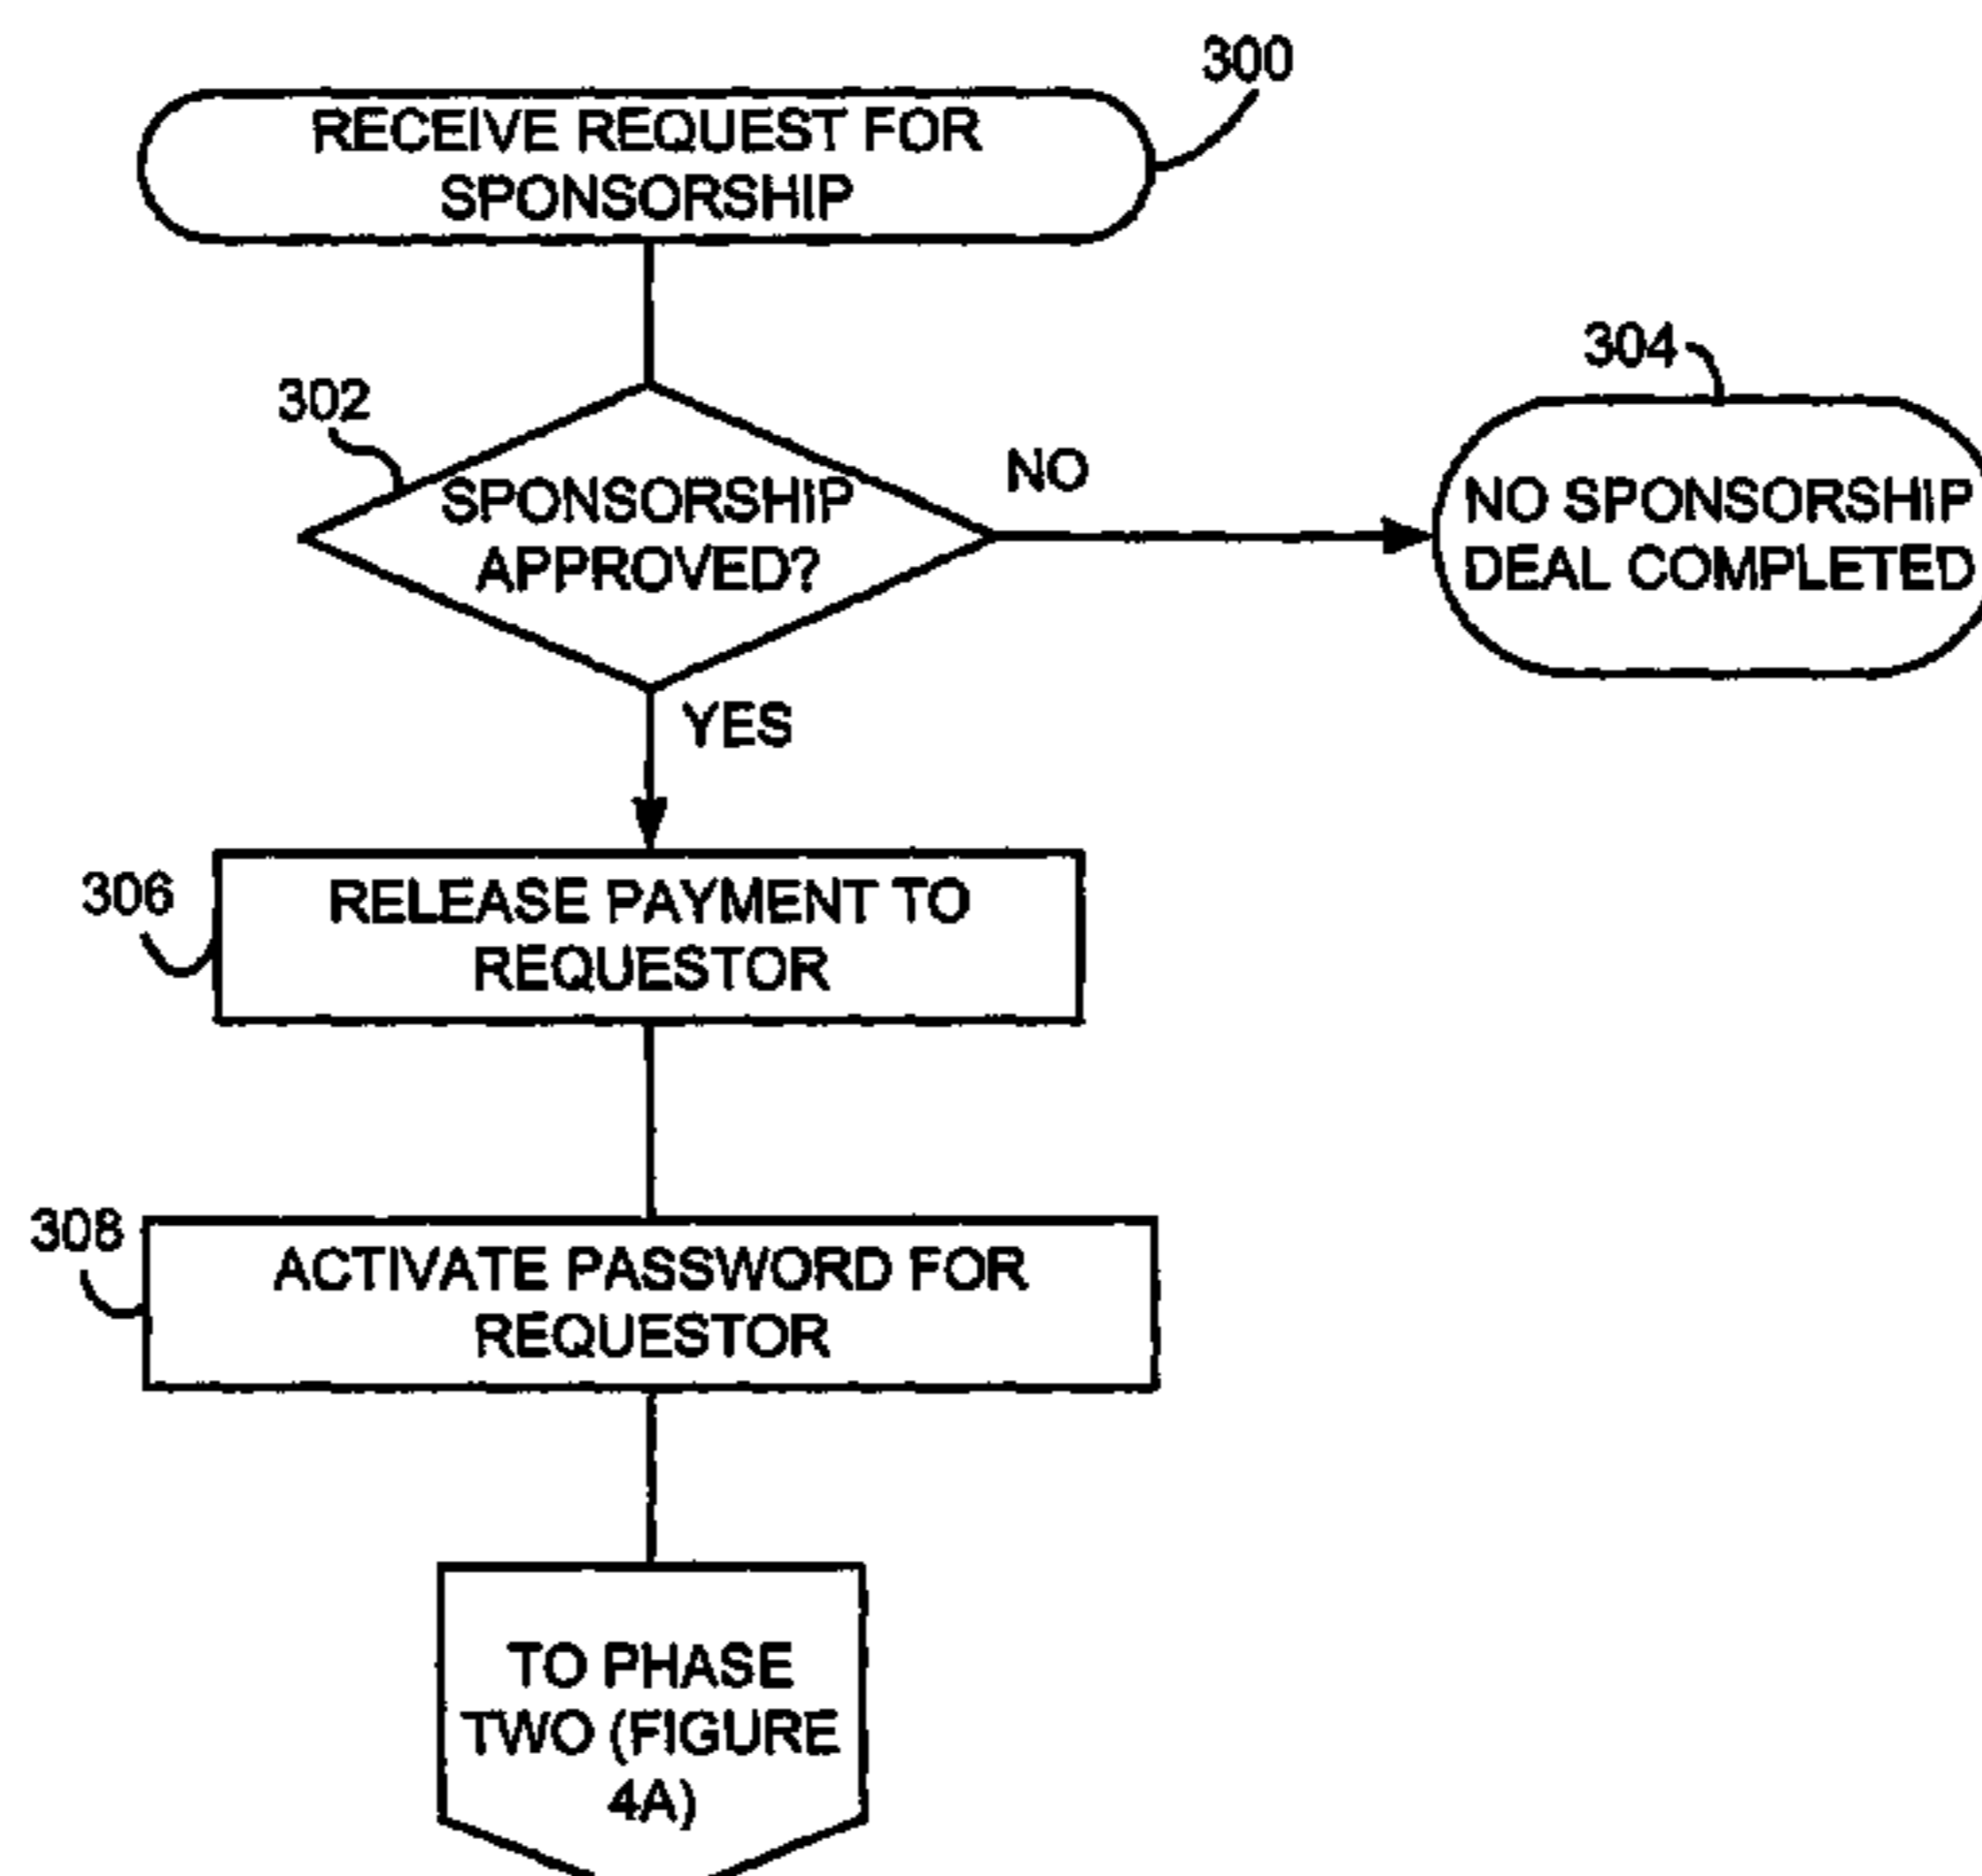 300
RECEIVE REQUEST FOR
SPONSORSHIP
304
302
NO
SPONSORSHIP
APPROVED?
NO SPONSORSHIP
DEAL COMPLETED
YES
306
RELEASE PAYMENT TO
REQUESTOR
308
ACTIVATE PASSWORD FOR
REQUESTOR
TO PHASE
TWO (FIGURE
4A)